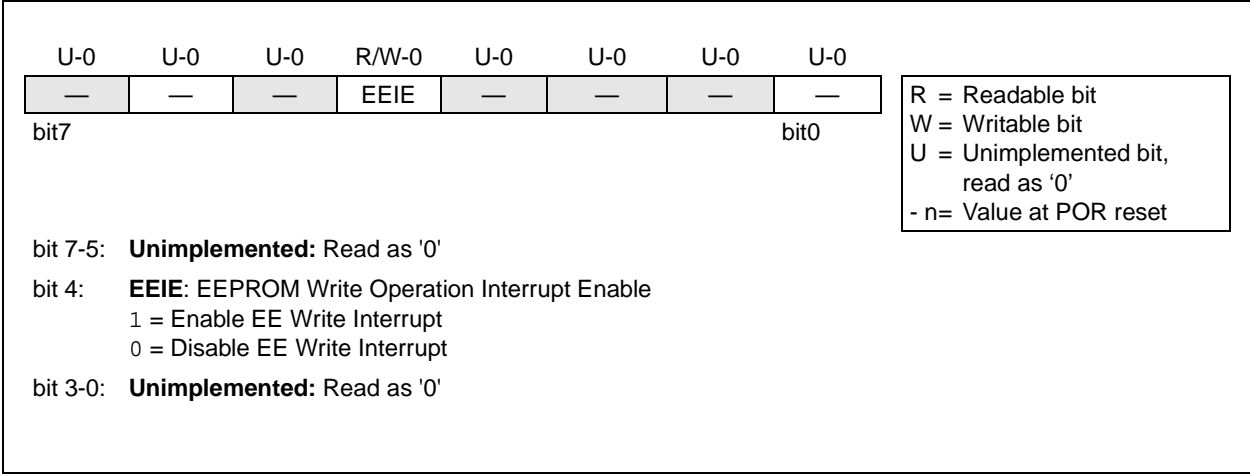 U-0 U-0 U-0 R/W-0 U-0 U-0 U-0 U-0
— — — EEIE — — — —
bit7 bit0
R = Readable bit
W = Writable bit
U = Unimplemented bit,
read as ‘0’
- n= Value at POR reset
bit 7-5: Unimplemented: Read as '0'
bit 4: EEIE: EEPROM Write Operation Interrupt Enable
1 = Enable EE Write Interrupt
0 = Disable EE Write Interrupt
bit 3-0: Unimplemented: Read as '0'